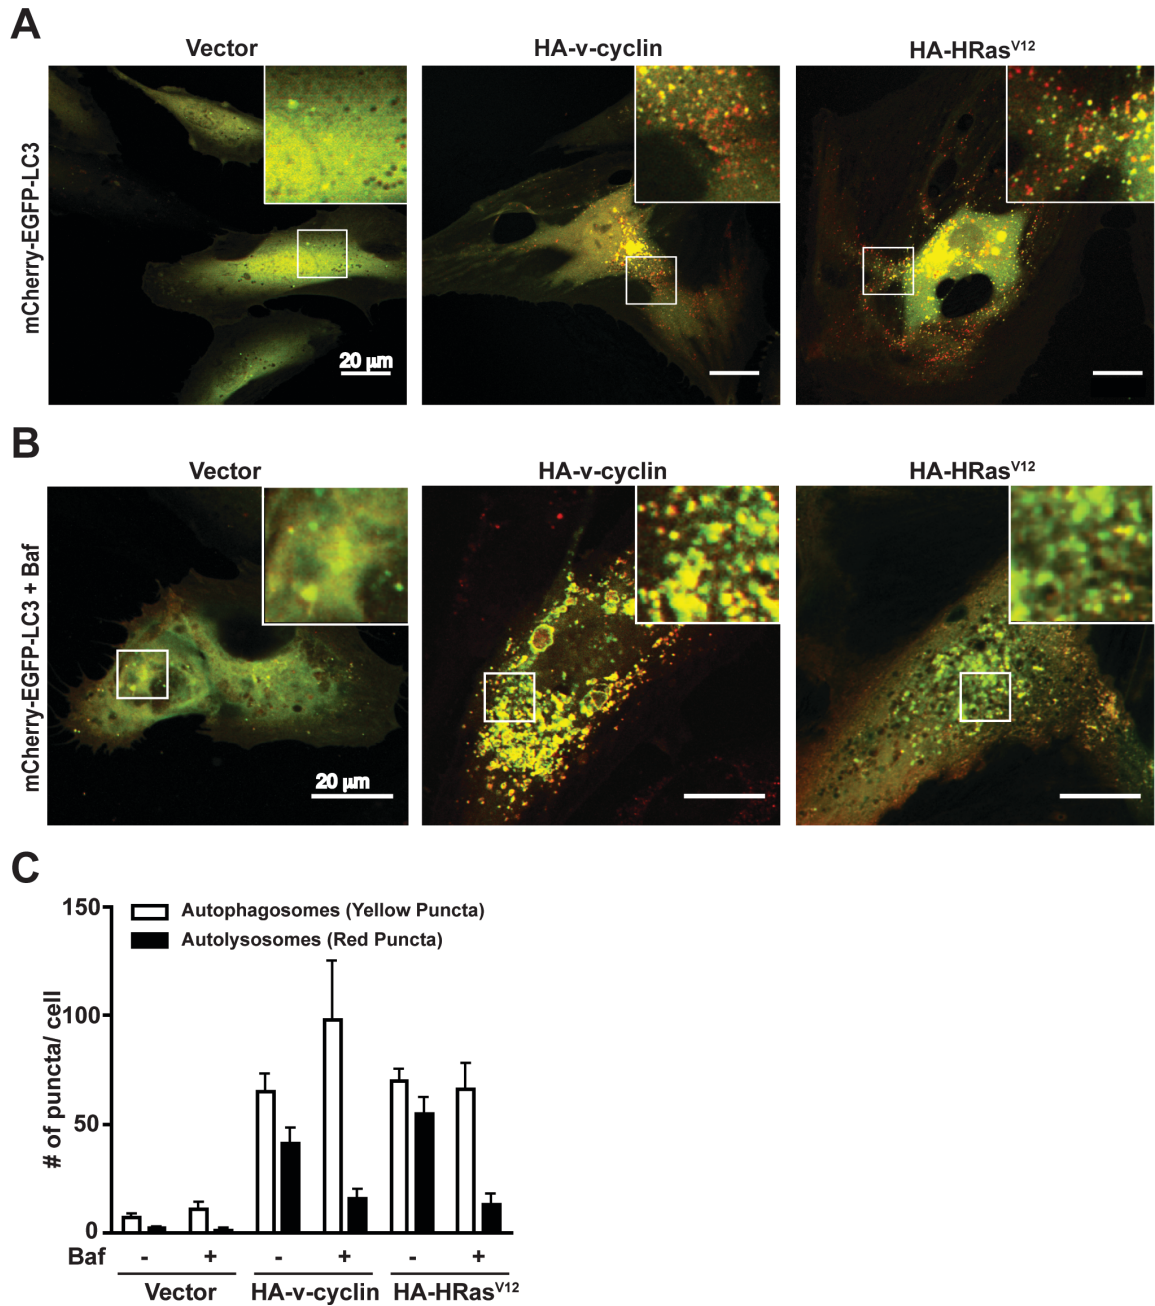 A
Vector
HA-v-cyclin
HA-HRasV12
mCherry-EGFP-LC3
20 µm
B
Vector
HA-v-cyclin
HA-HRasV12
mCherry-EGFP-LC3 + Baf
20 µm
C
150
100
50
0
# of puncta/ cell
Autophagosomes (Yellow Puncta)
Autolysosomes (Red Puncta)
Baf - + - + - +
Vector HA-v-cyclin HA-HRasV12